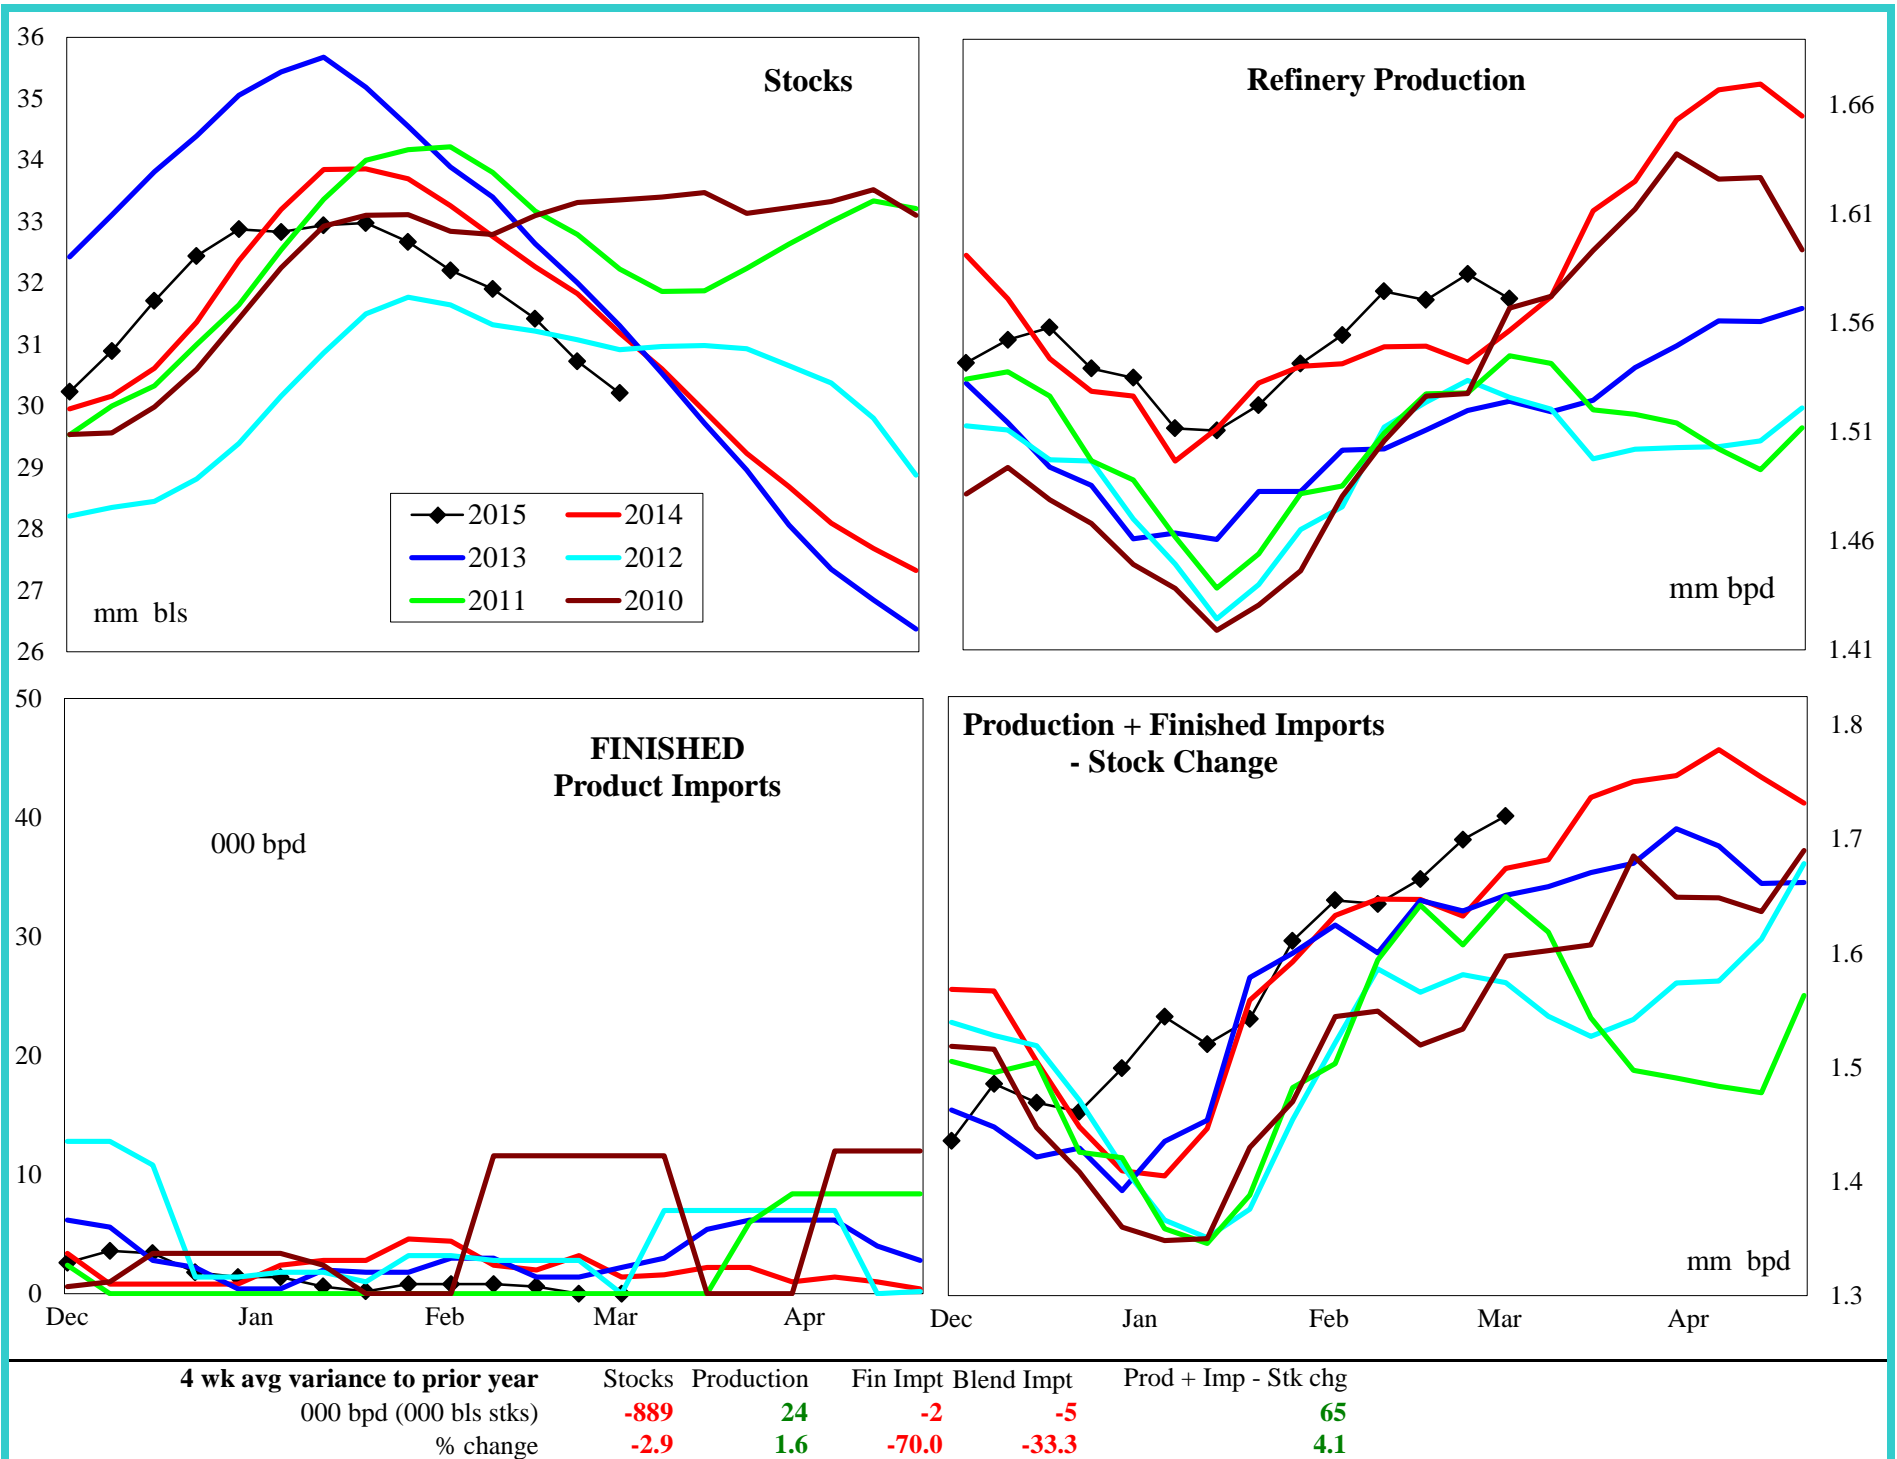 Stocks
36
35
34
33
32
31
30
29
28
27
26
2015
2014
2013
2012
2011
2010
mm bls
Refinery Production
1.66
1.61
1.56
1.51
1.46
1.41
mm bpd
FINISHED
Product Imports
000 bpd
50
40
30
20
10
0
Dec Jan Feb Mar Apr
Production + Finished Imports
- Stock Change
1.8
1.7
1.6
1.5
1.4
1.3
mm bpd
Dec Jan Feb Mar Apr
4 wk avg variance to prior year Stocks Production Fin Impt Blend Impt Prod + Imp - Stk chg
000 bpd (000 bls stks) -889 24 -2 -5 65
% change -2.9 1.6 -70.0 -33.3 4.1